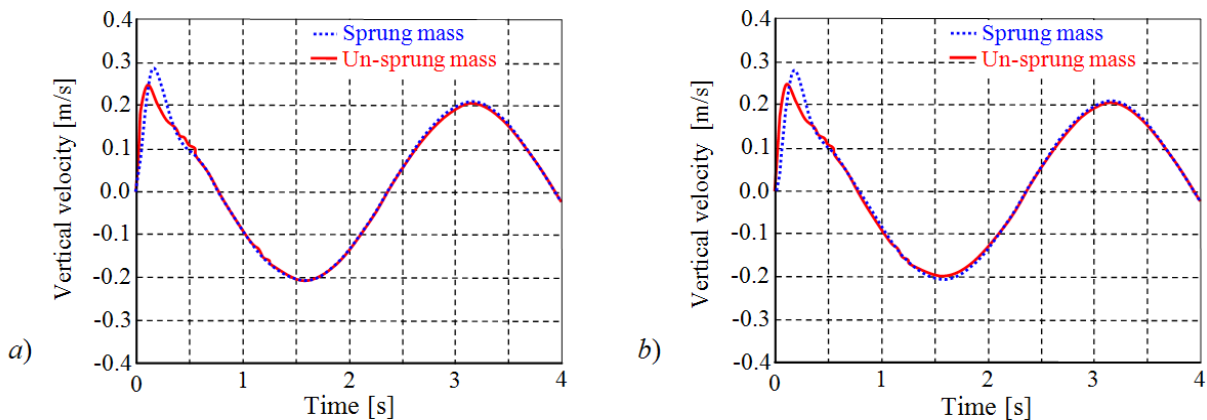 0.4
0.3
0.2
0.1
0.0
-0.1
-0.2
-0.3
-0.4
Vertical velocity [m/s]
Sprung mass
Un-sprung mass
0 1 2 3 4
Time [s]
a)
0.4
0.3
0.2
0.1
0.0
-0.1
-0.2
-0.3
-0.4
Vertical velocity [m/s]
Sprung mass
Un-sprung mass
0 1 2 3 4
Time [s]
b)